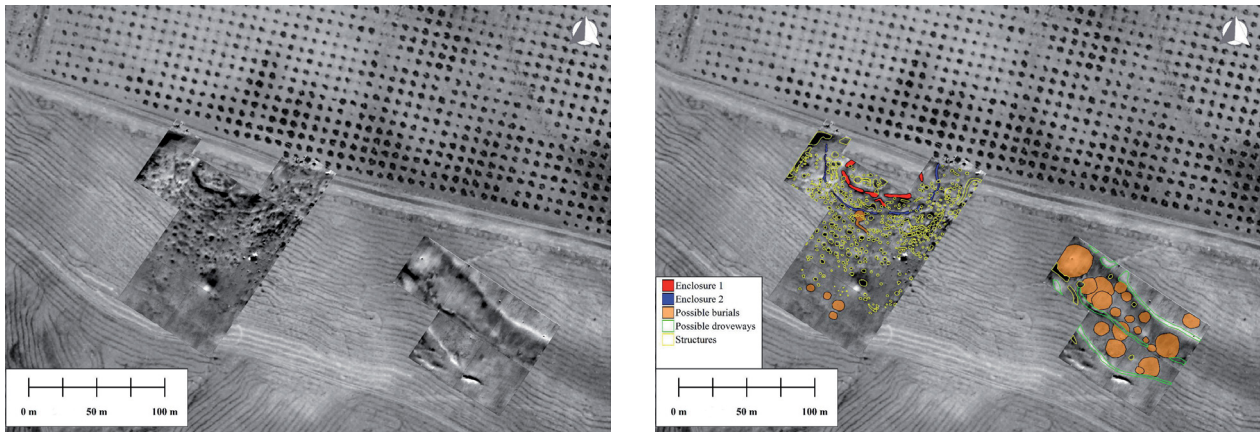 0 m 50 m 100 m
Enclosure 1
Enclosure 2
Possible burials
Possible droveways
Structures
0 m 50 m 100 m